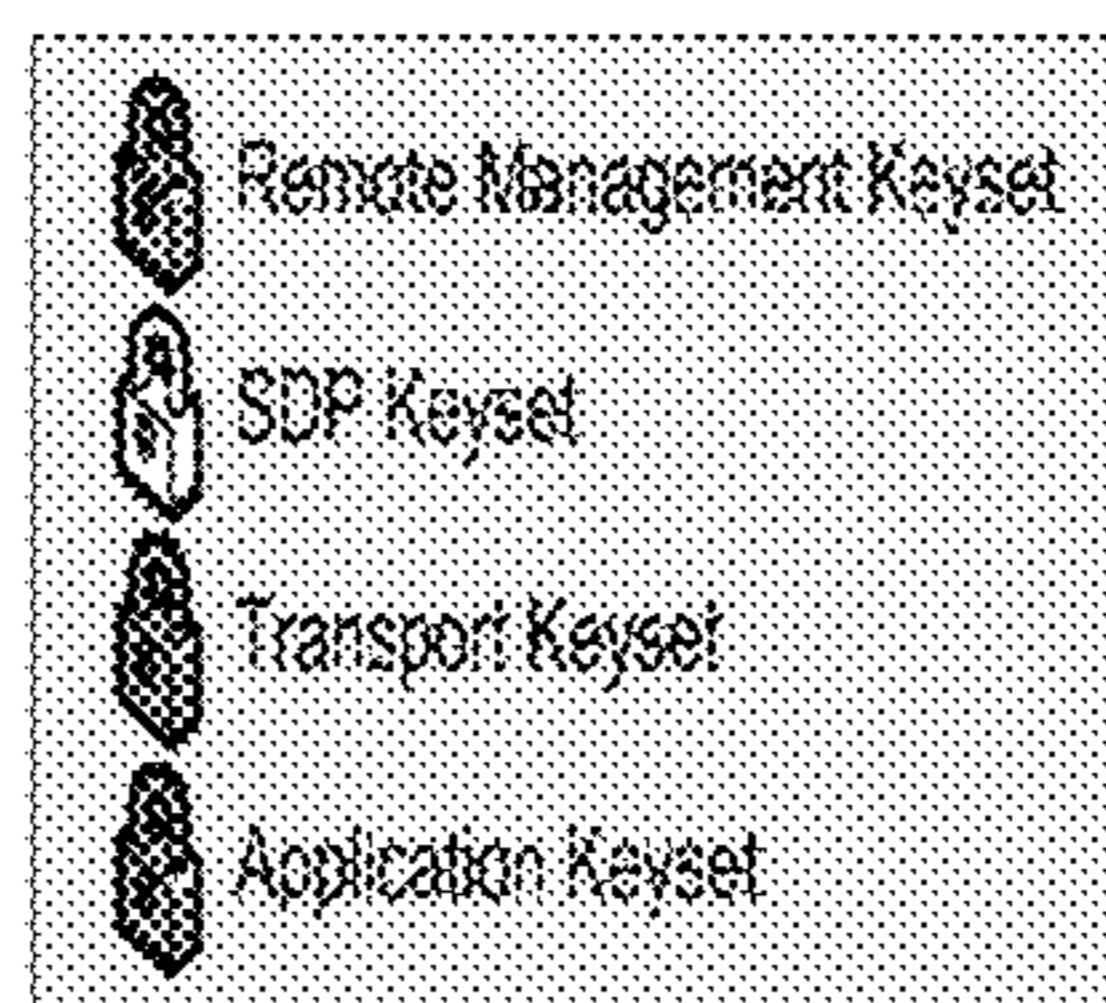 Remote Management Keyset
SDP Keyset
Transport Keyset
Application Keyset